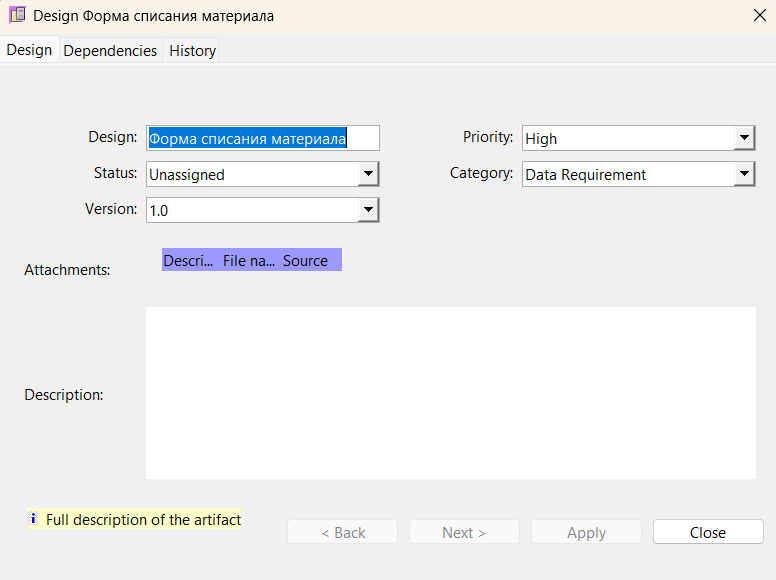 Design Форма списания материала
Design Dependencies History
Design: Форма списания материала Priority: High
Status: Unassigned Category: Data Requirement
Version: 1.0
Attachments: Descri... File na... Source
Description:
Full description of the artifact
< Back Next > Apply Close